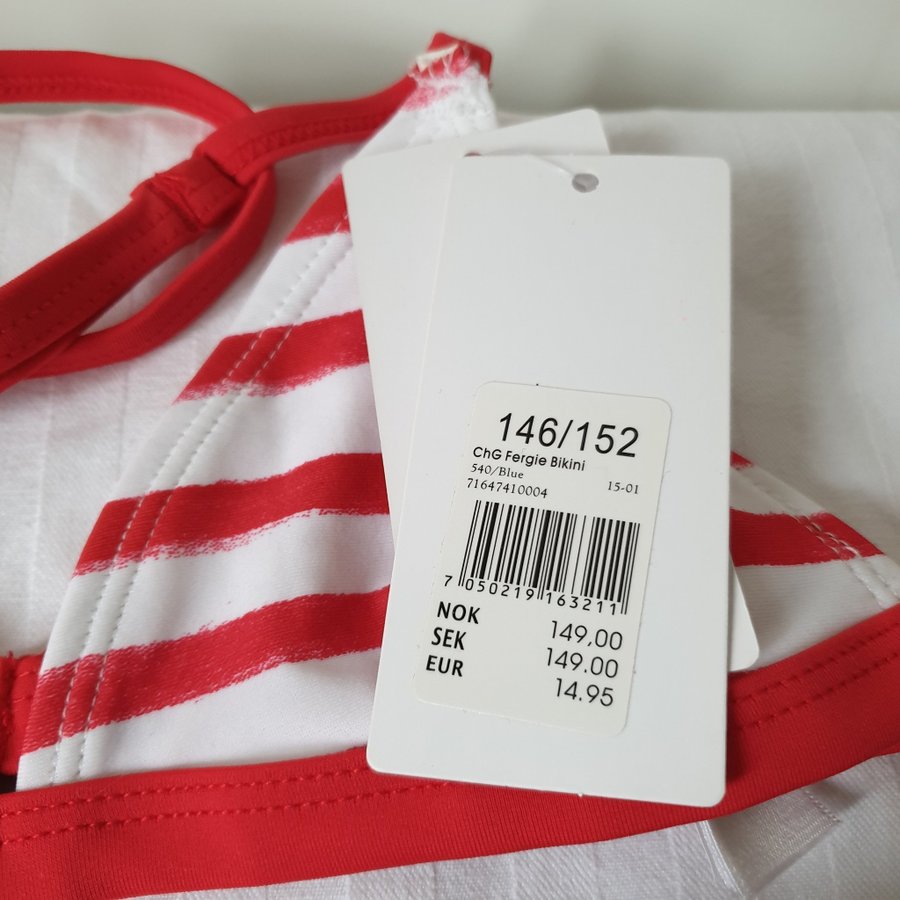 146/152
ChG Fergie Bikini
540/Blue 15-01
71647410004
7 050219 163211
NOK 149,00
SEK 149.00
EUR 14.95